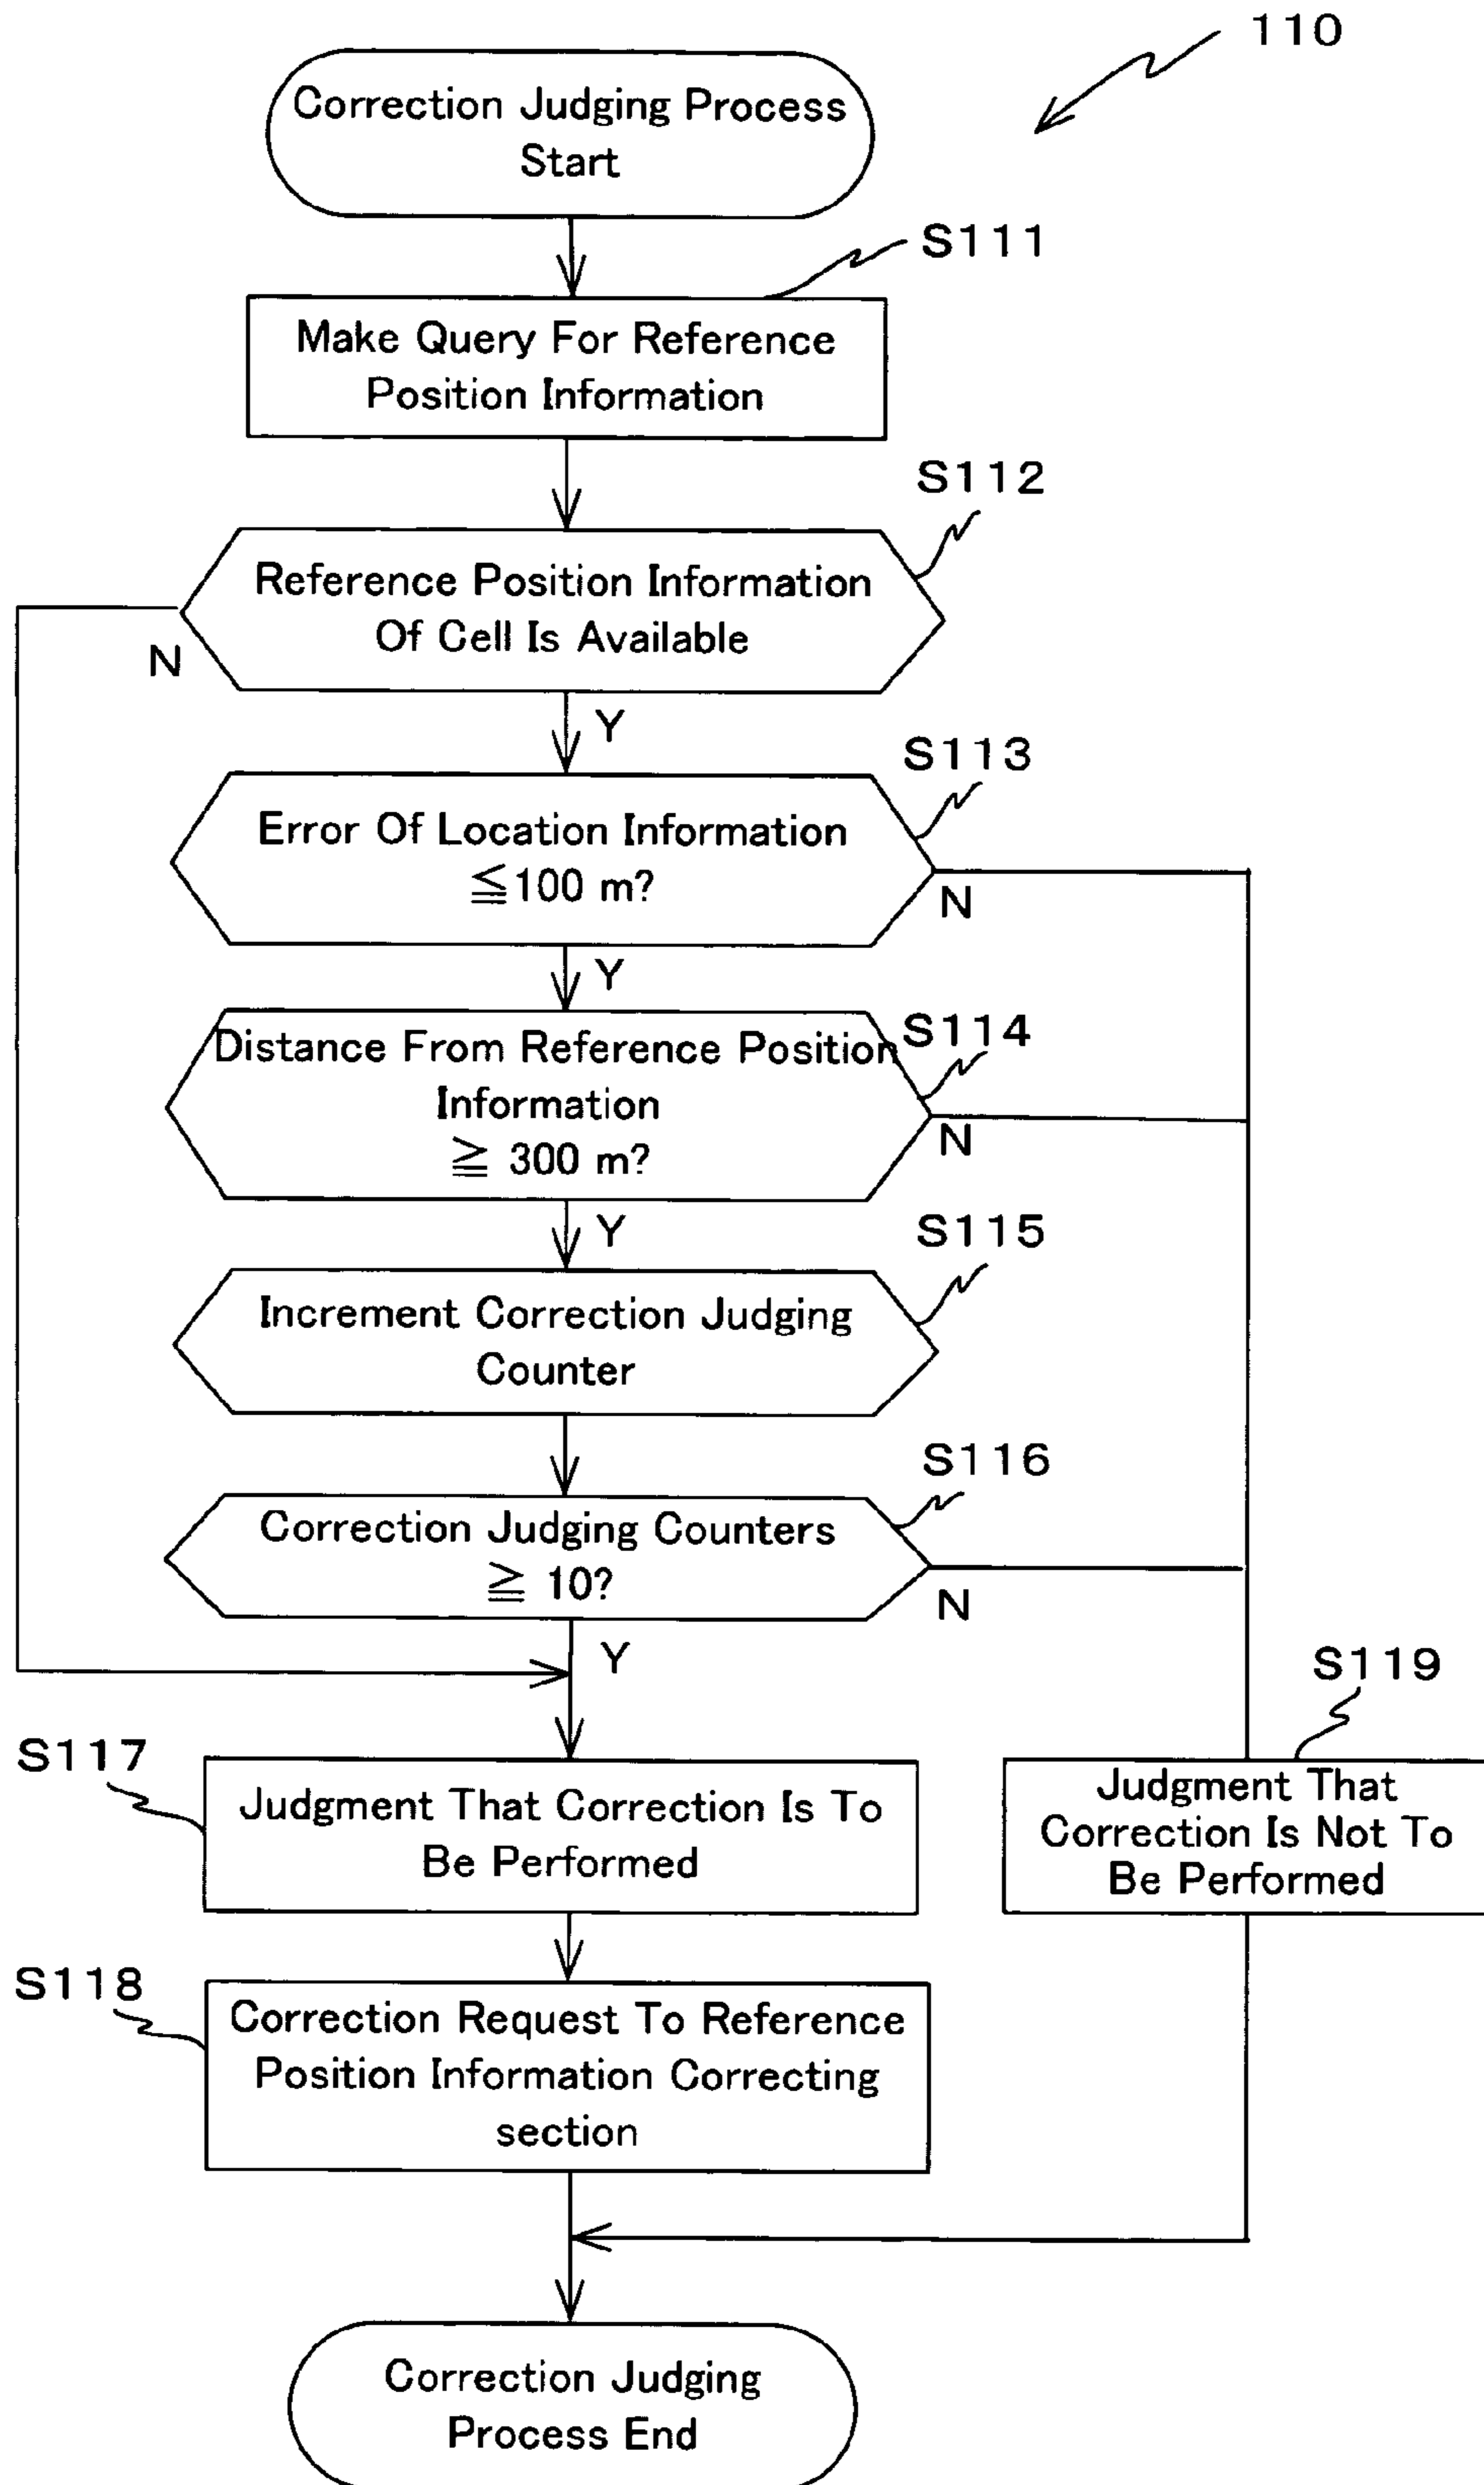 110
Correction Judging Process
Start
S111
Make Query For Reference
Position Information
S112
Reference Position Information
Of Cell Is Available
N
Y
S113
Error Of Location Information
≦100 m?
N
Y
S114
Distance From Reference Position
Information
≧ 300 m?
N
Y
S115
Increment Correction Judging
Counter
S116
Correction Judging Counters
≧ 10?
N
Y
S117
Judgment That Correction Is To
Be Performed
S119
Judgment That
Correction Is Not To
Be Performed
S118
Correction Request To Reference
Position Information Correcting
section
Correction Judging
Process End